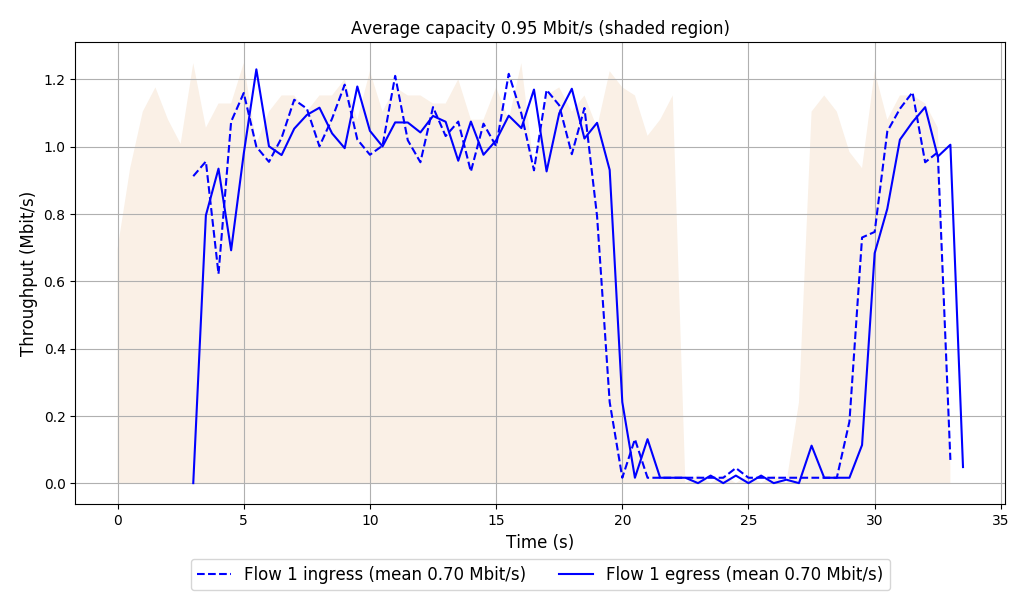 Average capacity 0.95 Mbit/s (shaded region)
Throughput (Mbit/s)
1.2
1.0
0.8
0.6
0.4
0.2
0.0
0 5 10 15 20 25 30 35
Time (s)
Flow 1 ingress (mean 0.70 Mbit/s) Flow 1 egress (mean 0.70 Mbit/s)